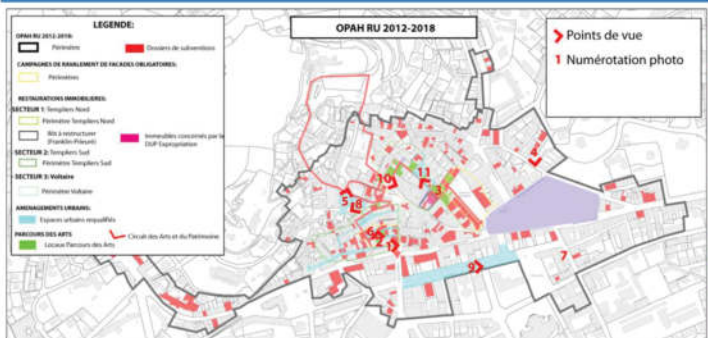 OPAH RU 2012-2018
LEGENDE:
OPAH RU 2012-2018:
Périmètre
Dossiers de subventions
CAMPAGNES DE RAVALEMENT DE FACADES OBLIGATOIRES:
Périmètres
RESTAURATIONS IMMOBILIERES:
SECTEUR 1: Templiers Nord
Périmètre Templiers Nord
Ilôt à restructurer
(Franklin-Prieuré)
Immeubles concernés par la
DUP Expropriation
SECTEUR 2: Templiers Sud
Périmètre Templiers Sud
SECTEUR 3: Voltaire
Périmètre Voltaire
AMENAGEMENTS URBAINS:
Espaces urbains requalifiés
PARCOURS DES ARTS
Circuit des Arts et du Patrimoine
Locaux Parcours des Arts
Points de vue
1 Numérotation photo
4
11
10
3
5
8
6
2
1
7
9